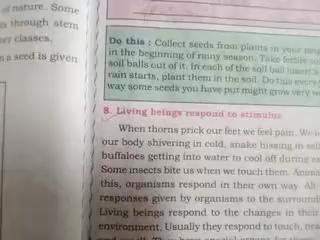 of nature. Some
through stem
classes.
a seed is given
Do this : Collect seeds from plants in your
in the beginning of rainy season. Take fertile
soil balls out of it. In each of the soil ball insert
rain starts, plant them in the soil. Do this every
way some seeds you have put might grow very
8. Living beings respond to stimulus
When thorns prick our feet we feel pain. We
our body shivering in cold, snake hissing in
buffaloes getting into water to cool off during
Some insects bite us when we touch them.
this, organisms respond in their own way. All
responses given by organisms to the
Living beings respond to the changes in their
environment. Usually they respond to touch,